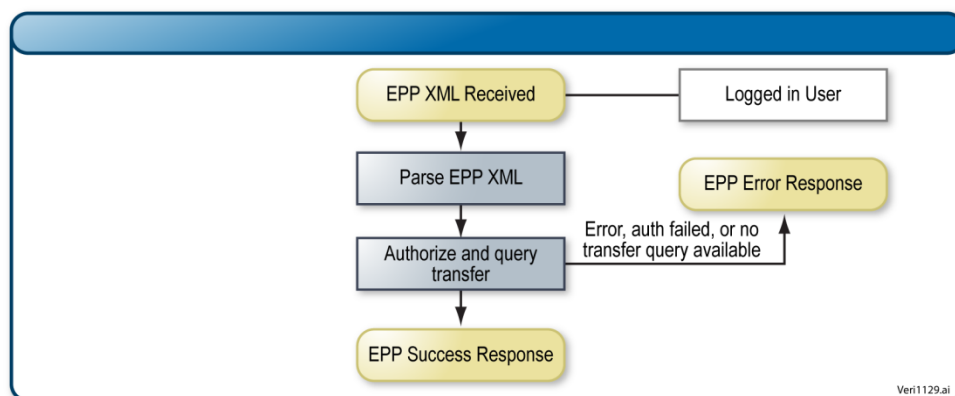 EPP XML Received
Logged in User
Parse EPP XML
EPP Error Response
Error, auth failed, or no
transfer query available
Authorize and query
transfer
EPP Success Response
Veri1129.ai